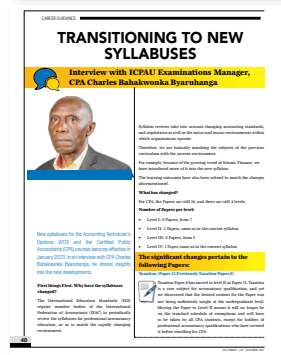 CAREER GUIDANCE
TRANSITIONING TO NEW
SYLLABUSES
Interview with ICPAU Examinations Manager,
CPA Charles Bahakwonka Byaruhanga
New syllabuses for the Accounting Technician's
Diploma (ATD) and the Certified Public
Accountants (CPA) courses become effective in
January 2023. In an interview with CPA Charles
Bahakwonka Byaruhanga, he shares insights
into the new developments.
First things First. Why have the syllabuses
changed?
The International Education Standards (IES)
require member bodies of the International
Federation of Accountants (IFAC) to periodically
review the syllabuses for professional accountancy
education, so as to match the rapidly changing
environment.
Syllabus reviews take into account changing accounting standards,
and regulations as well as the micro and macro environments within
which organisations operate.
Therefore, we are basically matching the subjects of the previous
curriculum with the current environment.
For example, because of the growing trend of Islamic Finance, we
have introduced more of it into the new syllabus.
The learning outcomes have also been refined to match the changes
aforementioned.
What has changed?
For CPA, the Papers are still 18, and there are still 4 levels.
Number of Papers per level:
• Level I: 6 Papers, from 5
• Level II: 5 Papers, same as in the current syllabus
• Level III: 6 Papers, from 5
• Level IV: 1 Paper, same as in current syllabus
The significant changes pertain to the
following Papers:
Taxation (Paper 11/Previously Taxation Paper 6)
Taxation Paper 6 has moved to level II as Paper 11: Taxation
is a core subject for accountancy qualification, and yet
we discovered that the desired content for the Paper was
not being sufficiently taught at the undergraduate level.
Moving the Paper to Level II means it will no longer be
on the standard schedule of exemptions and will have
to be taken by all CPA students, except for holders of
professional accountancy qualifications who have covered
it before enrolling for CPA.
40